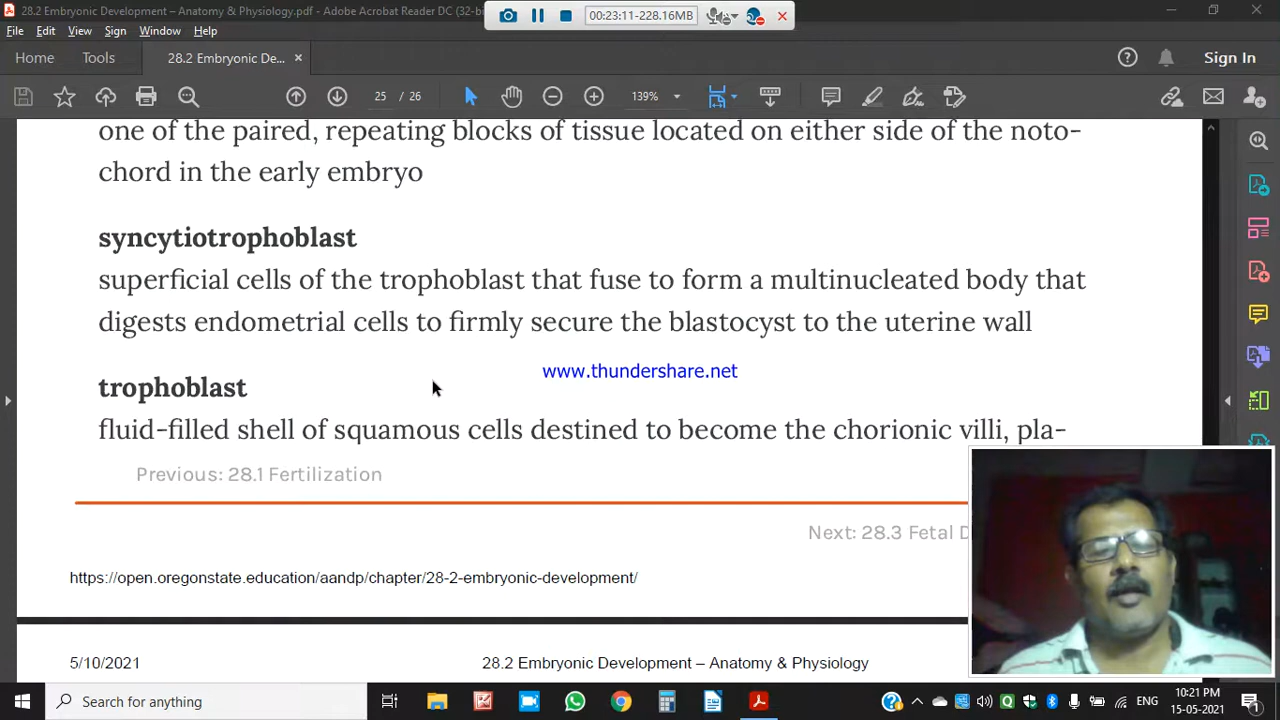 28.2 Embryonic Development – Anatomy & Physiology.pdf - Adobe Acrobat Reader DC (32-bi
00:23:11-228.16MB
File Edit View Sign Window Help
Home Tools 28.2 Embryonic De... × Sign In
25 / 26 139%
one of the paired, repeating blocks of tissue located on either side of the noto-
chord in the early embryo
syncytiotrophoblast
superficial cells of the trophoblast that fuse to form a multinucleated body that
digests endometrial cells to firmly secure the blastocyst to the uterine wall
www.thundershare.net
trophoblast
fluid-filled shell of squamous cells destined to become the chorionic villi, pla-
Previous: 28.1 Fertilization
Next: 28.3 Fetal D
https://open.oregonstate.education/aandp/chapter/28-2-embryonic-development/
5/10/2021 28.2 Embryonic Development – Anatomy & Physiology
Search for anything
ENG
10:21 PM
15-05-2021